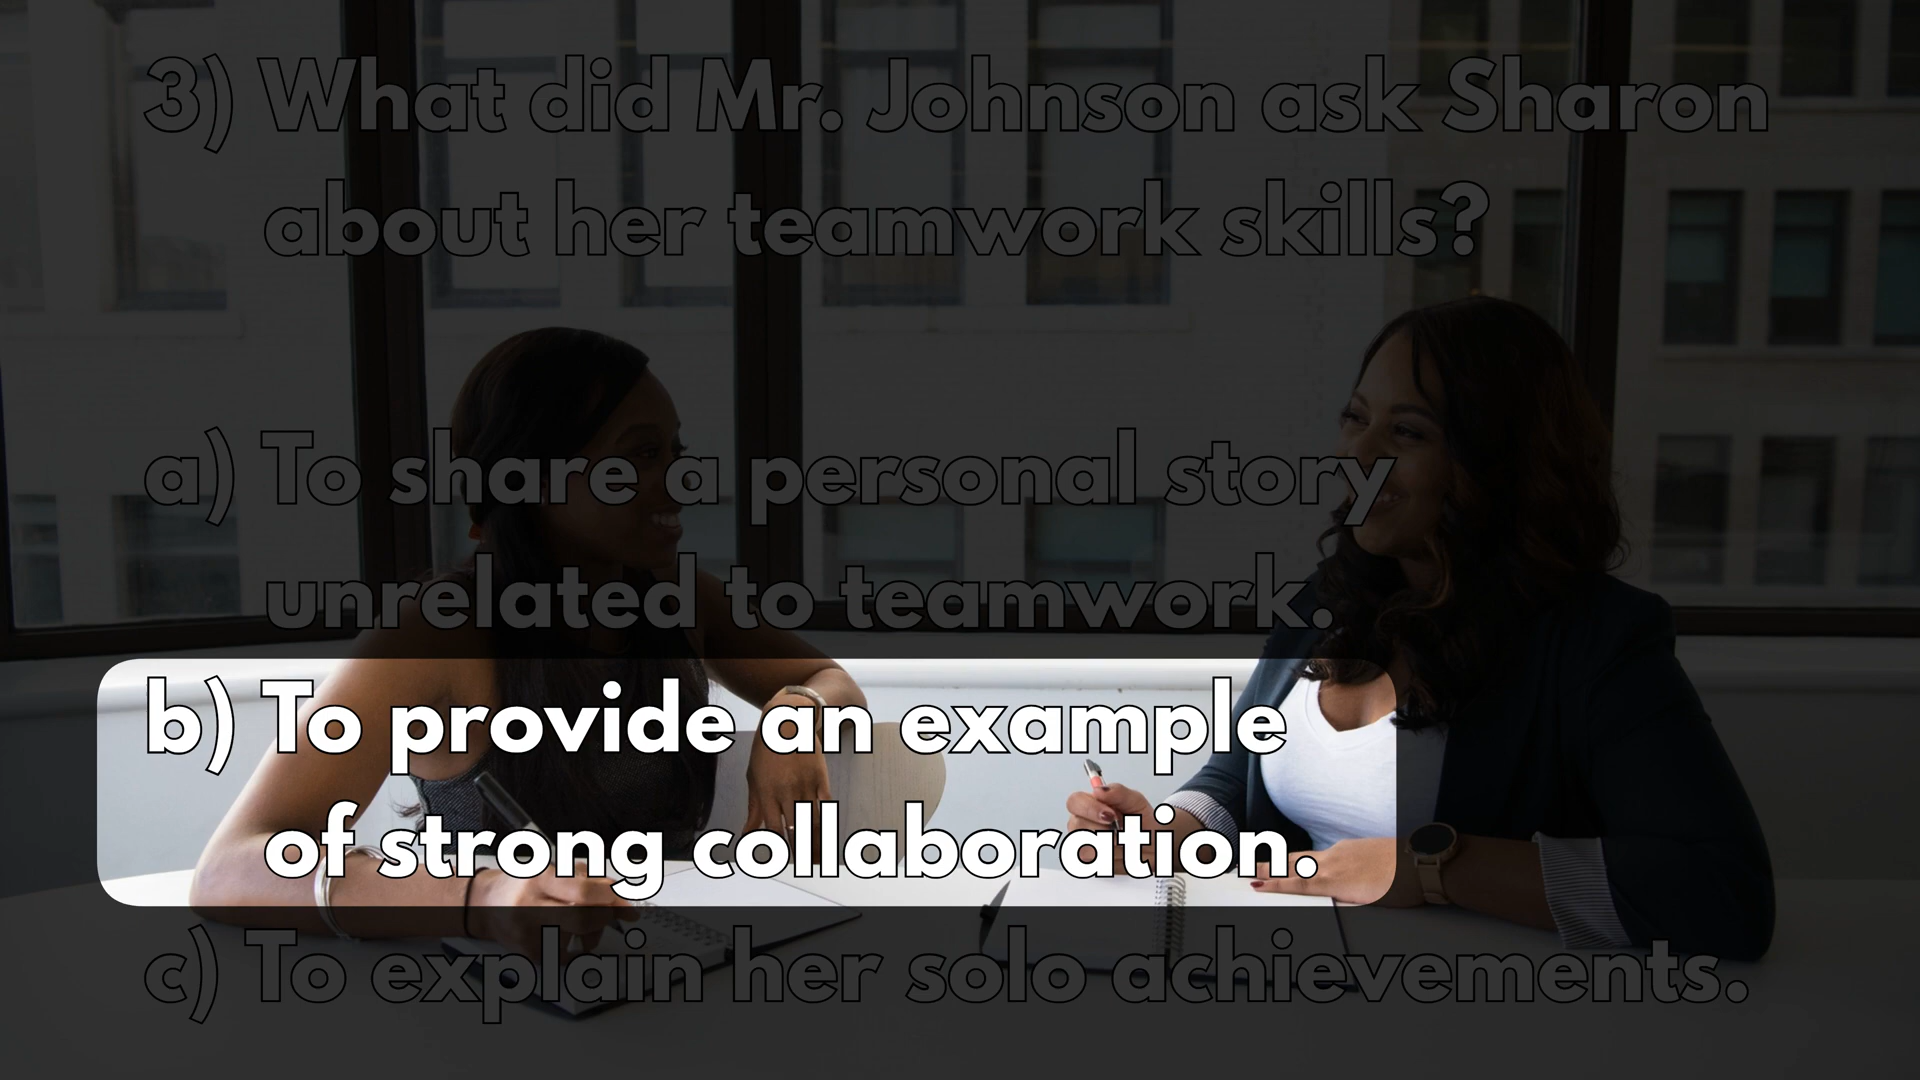 3) What did Mr. Johnson ask Sharon
about her teamwork skills?
a) To share a personal story
unrelated to teamwork.
b) To provide an example
of strong collaboration.
c) To explain her solo achievements.